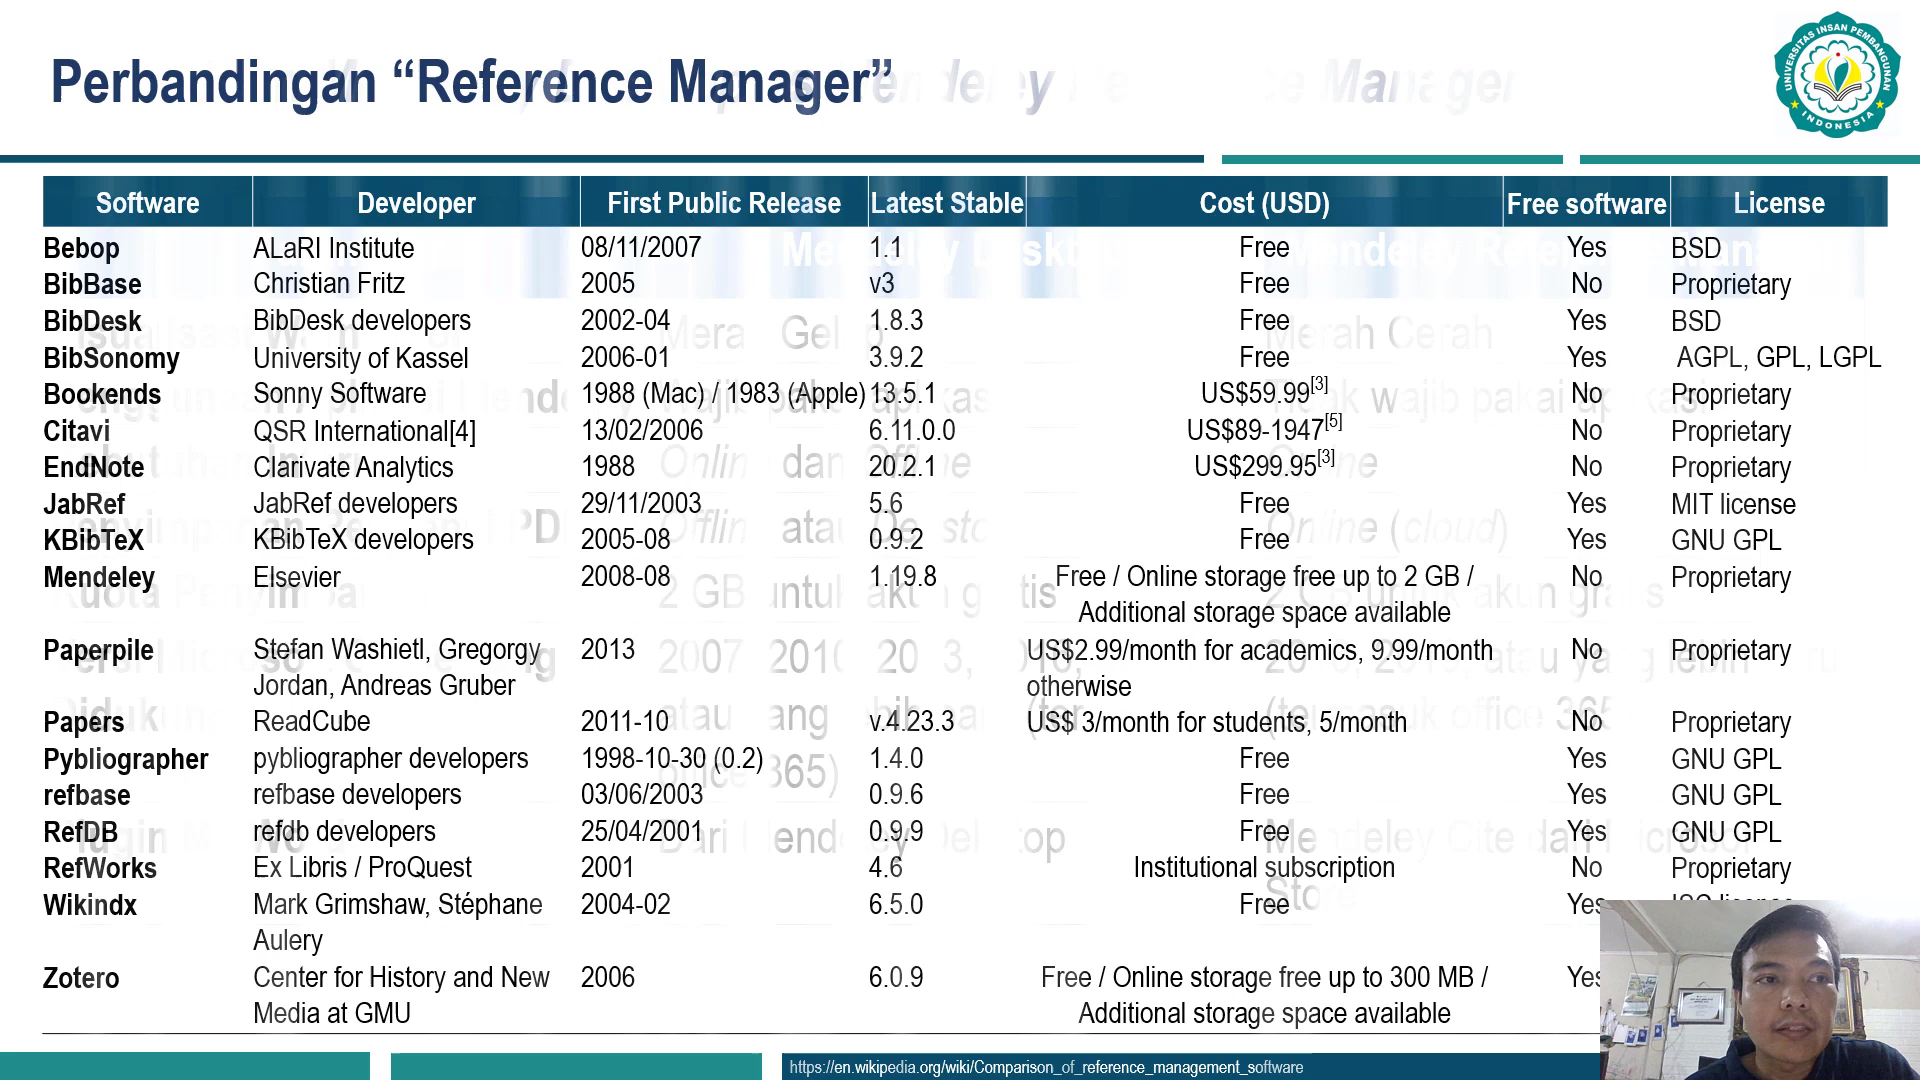 Perbandingan “Reference Manager”
UNIVERSITAS INSAN PEMBANGUNAN
INDONESIA
Software Developer First Public Release Latest Stable Cost (USD) Free software License
Bebop ALaRI Institute 08/11/2007 1.1 Free Yes BSD
BibBase Christian Fritz 2005 v3 Free No Proprietary
BibDesk BibDesk developers 2002-04 1.8.3 Free Yes BSD
BibSonomy University of Kassel 2006-01 3.9.2 Free Yes AGPL, GPL, LGPL
Bookends Sonny Software 1988 (Mac) / 1983 (Apple) 13.5.1 US$59.99[3] No Proprietary
Citavi QSR International[4] 13/02/2006 6.11.0.0 US$89-1947[5] No Proprietary
EndNote Clarivate Analytics 1988 20.2.1 US$299.95[3] No Proprietary
JabRef JabRef developers 29/11/2003 5.6 Free Yes MIT license
KBibTeX KBibTeX developers 2005-08 0.9.2 Free Yes GNU GPL
Mendeley Elsevier 2008-08 1.19.8 Free / Online storage free up to 2 GB / No Proprietary
Additional storage space available
Paperpile Stefan Washietl, Gregorgy 2013 US$2.99/month for academics, 9.99/month No Proprietary
Jordan, Andreas Gruber otherwise
Papers ReadCube 2011-10 v.4.23.3 US$ 3/month for students, 5/month No Proprietary
Pybliographer pybliographer developers 1998-10-30 (0.2) 1.4.0 Free Yes GNU GPL
refbase refbase developers 03/06/2003 0.9.6 Free Yes GNU GPL
RefDB refdb developers 25/04/2001 0.9.9 Free Yes GNU GPL
RefWorks Ex Libris / ProQuest 2001 4.6 Institutional subscription No Proprietary
Wikindx Mark Grimshaw, Stéphane 2004-02 6.5.0 Free Yes
Aulery
Zotero Center for History and New 2006 6.0.9 Free / Online storage free up to 300 MB / Yes
Media at GMU Additional storage space available
https://en.wikipedia.org/wiki/Comparison_of_reference_management_software